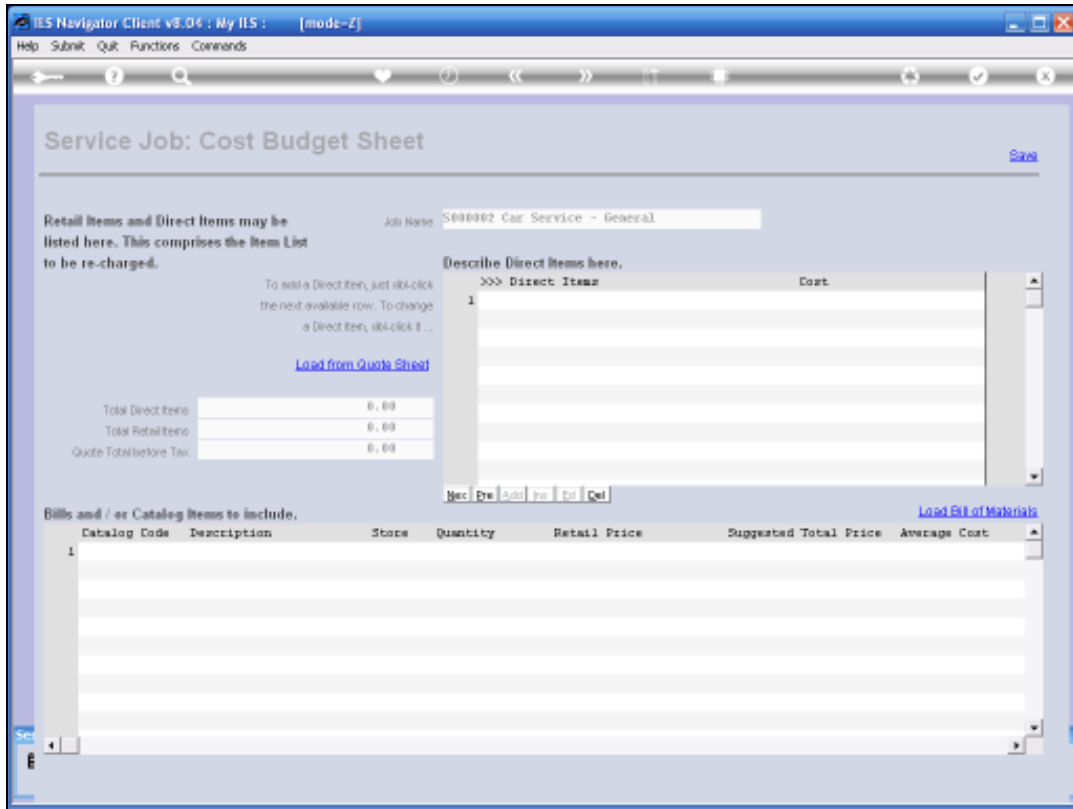 IES Navigator Client v8.04 : My IES : [mode=Z]
Help Submit Quit Functions Commands
Service Job: Cost Budget Sheet
Save
Retail Items and Direct Items may be
listed here. This comprises the Item List
to be re-charged.
Job Name S000002 Car Service - General
To add a Direct Item, just dbl-click
the next available row. To change
a Direct Item, dbl-click it ...
Load from Quote Sheet
Describe Direct Items here.
>>> Direct Items Cost
1
Total Direct Items 0.00
Total Retail Items 0.00
Quote Total before Tax 0.00
Nex Pre Add Ins Ed Del
Bills and / or Catalog Items to include.
Load Bill of Materials
Catalog Code Description Store Quantity Retail Price Suggested Total Price Average Cost
1